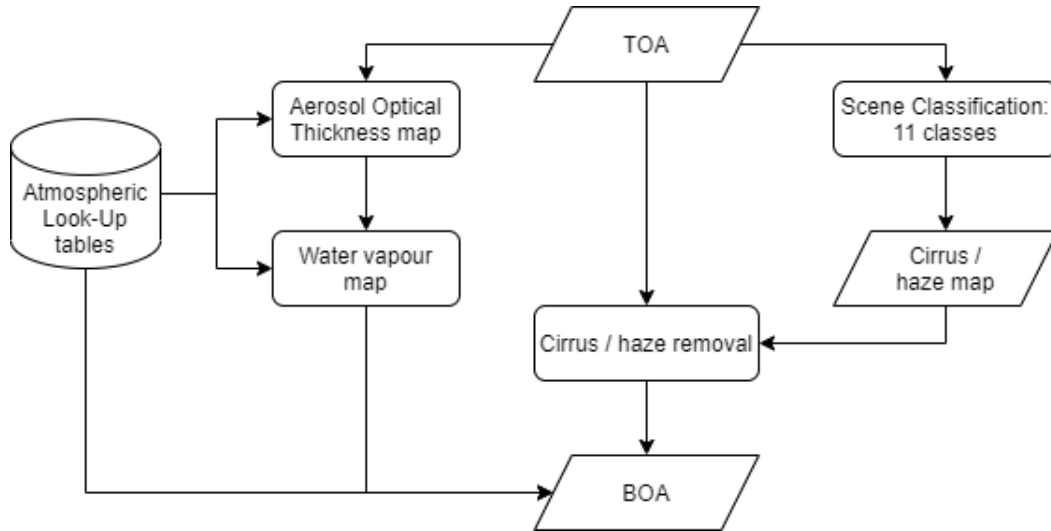 TOA
Aerosol Optical
Thickness map
Scene Classification:
11 classes
Atmospheric
Look-Up
tables
Water vapour
map
Cirrus /
haze map
Cirrus / haze removal
BOA